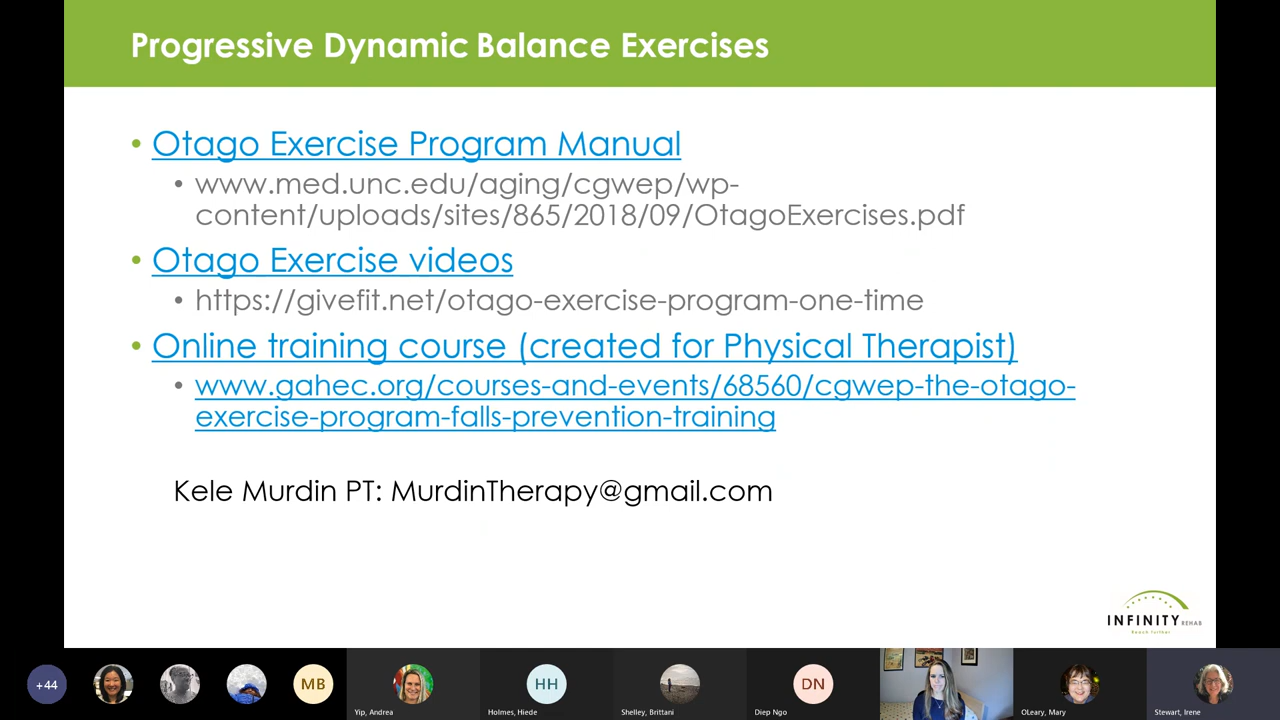 Progressive Dynamic Balance Exercises
• Otago Exercise Program Manual
• www.med.unc.edu/aging/cgwep/wp-
content/uploads/sites/865/2018/09/OtagoExercises.pdf
• Otago Exercise videos
• https://givefit.net/otago-exercise-program-one-time
• Online training course (created for Physical Therapist)
• www.gahec.org/courses-and-events/68560/cgwep-the-otago-
exercise-program-falls-prevention-training
Kele Murdin PT: MurdinTherapy@gmail.com
INFINITY REHAB
Reach further
+44
MB
HH
DN
Yip, Andrea
Holmes, Hiede
Shelley, Brittani
Diep Ngo
OLeary, Mary
Stewart, Irene